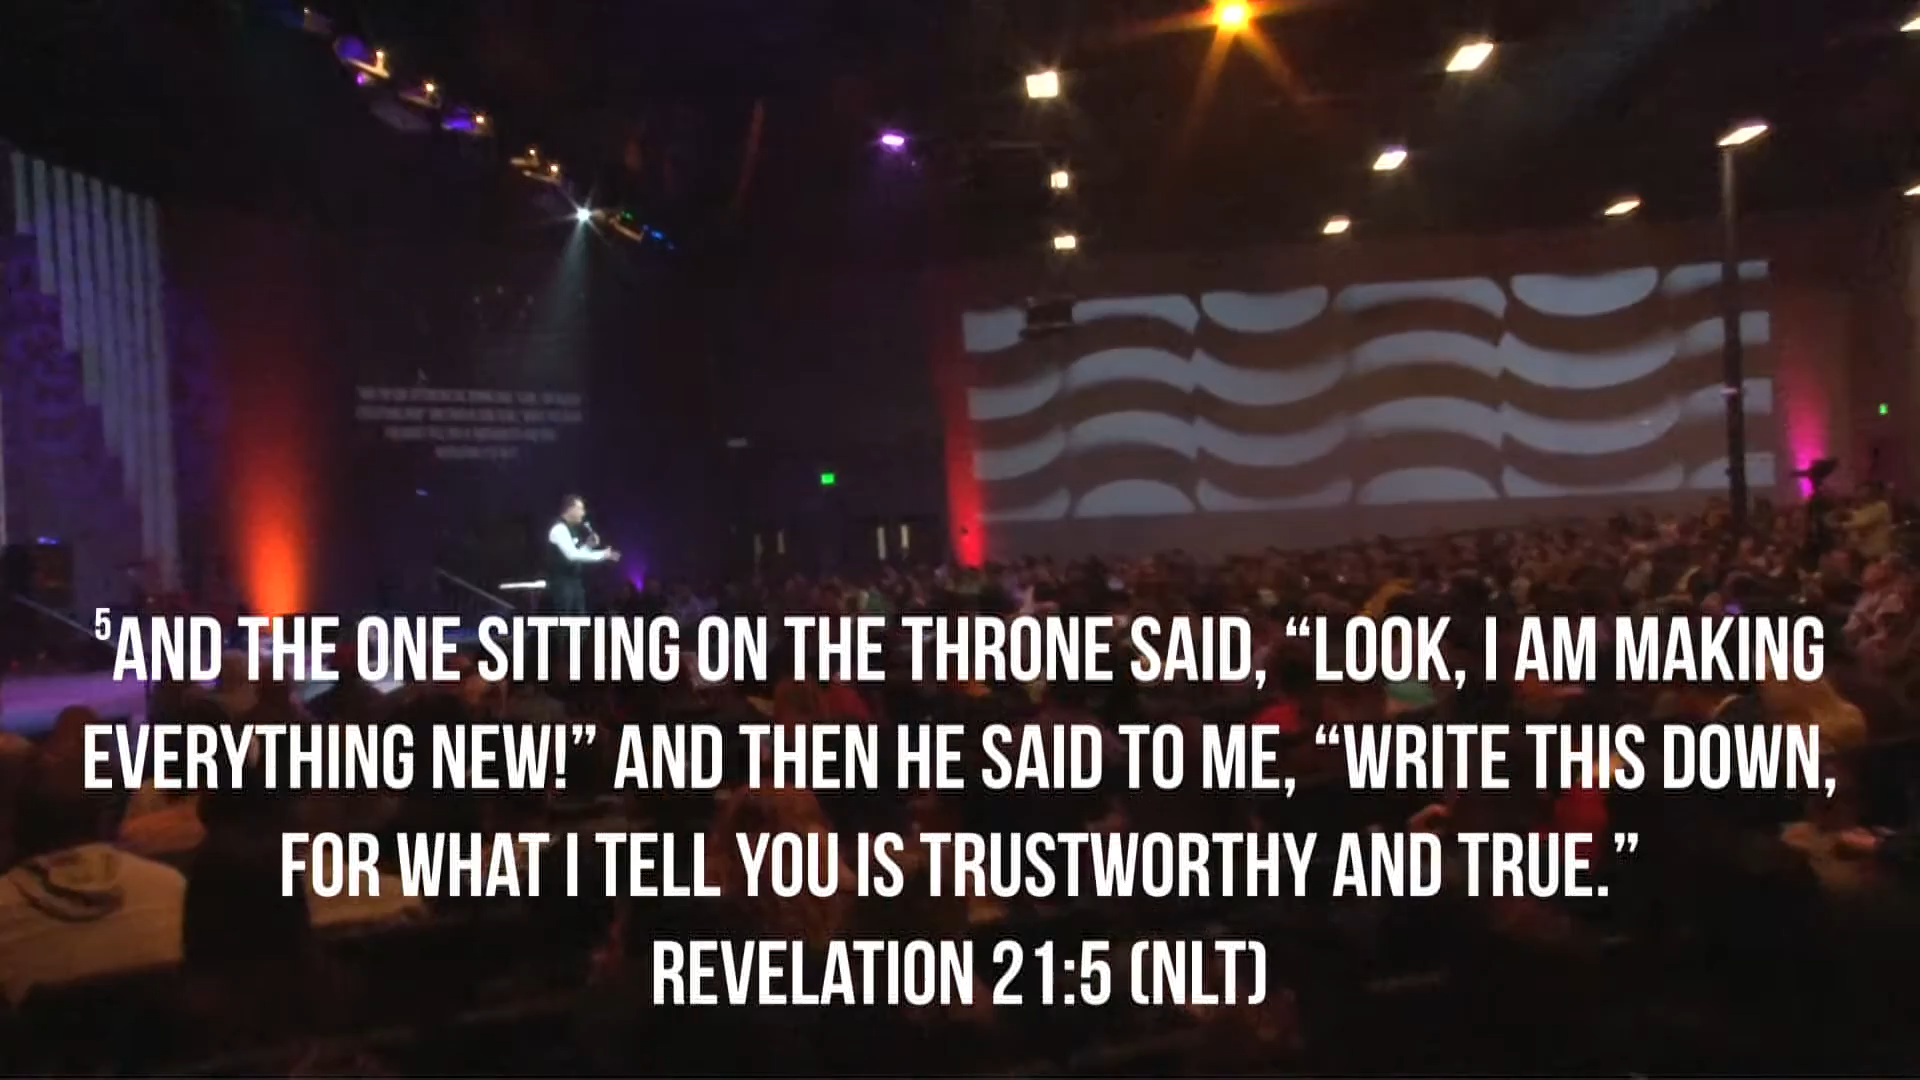 ⁵AND THE ONE SITTING ON THE THRONE SAID, “LOOK, I AM MAKING
EVERYTHING NEW!” AND THEN HE SAID TO ME, “WRITE THIS DOWN,
FOR WHAT I TELL YOU IS TRUSTWORTHY AND TRUE.”
REVELATION 21:5 (NLT)